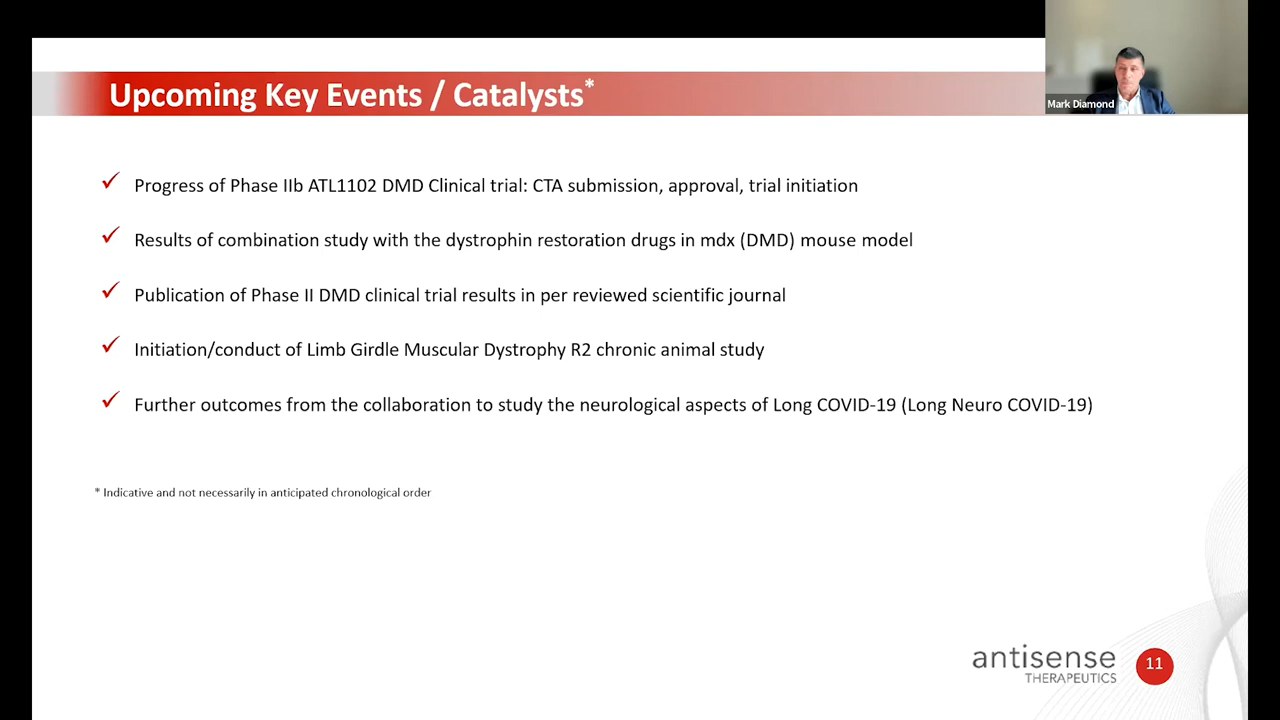 Upcoming Key Events / Catalysts*
Mark Diamond
✓ Progress of Phase IIb ATL1102 DMD Clinical trial: CTA submission, approval, trial initiation
✓ Results of combination study with the dystrophin restoration drugs in mdx (DMD) mouse model
✓ Publication of Phase II DMD clinical trial results in per reviewed scientific journal
✓ Initiation/conduct of Limb Girdle Muscular Dystrophy R2 chronic animal study
✓ Further outcomes from the collaboration to study the neurological aspects of Long COVID-19 (Long Neuro COVID-19)
* Indicative and not necessarily in anticipated chronological order
antisense
THERAPEUTICS
11